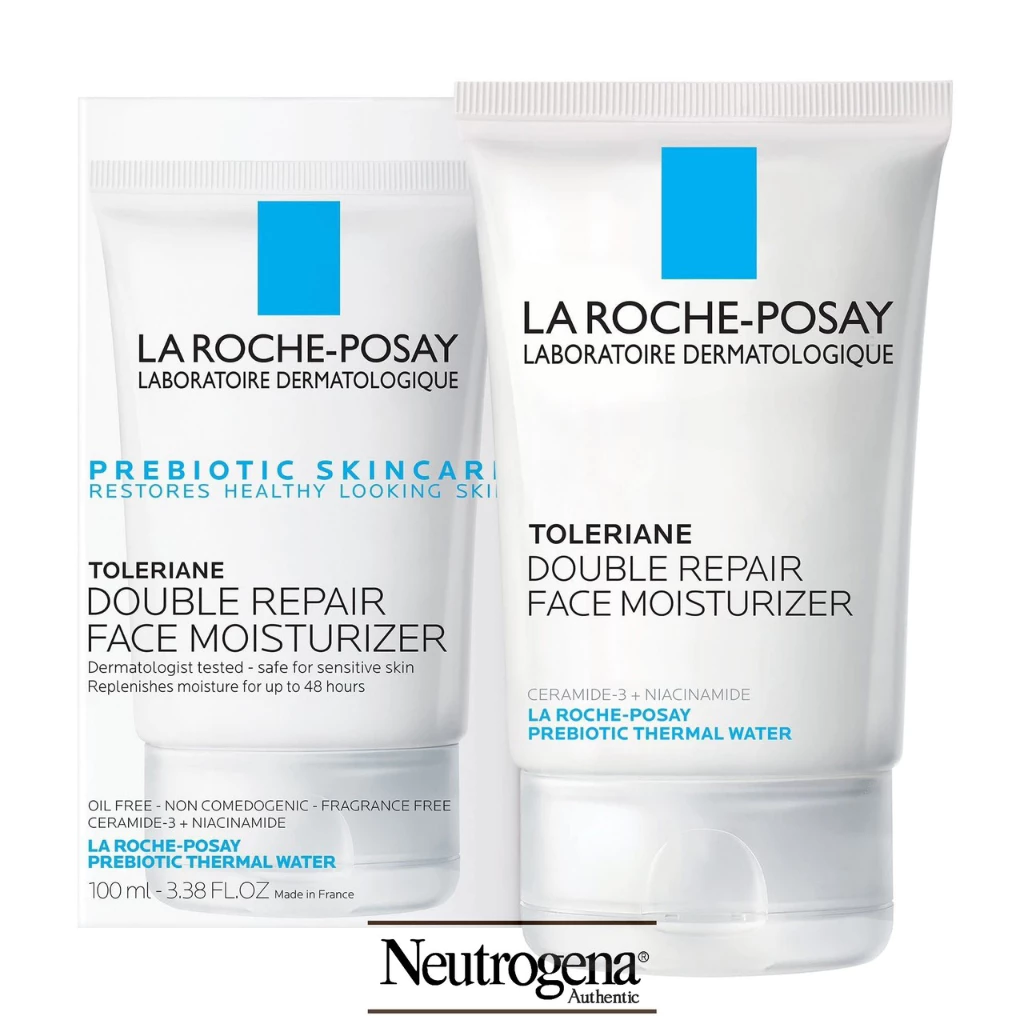 LA ROCHE-POSAY
LABORATOIRE DERMATOLOGIQUE
PREBIOTIC SKINCAR
RESTORES HEALTHY LOOKING SKI
TOLERIANE
DOUBLE REPAIR
FACE MOISTURIZER
Dermatologist tested - safe for sensitive skin
Replenishes moisture for up to 48 hours
OIL FREE - NON COMEDOGENIC - FRAGRANCE FREE
CERAMIDE-3 + NIACINAMIDE
LA ROCHE-POSAY
PREBIOTIC THERMAL WATER
100 ml - 3.38 FL.OZ Made in France
LA ROCHE-POSAY
LABORATOIRE DERMATOLOGIQUE
TOLERIANE
DOUBLE REPAIR
FACE MOISTURIZER
CERAMIDE-3 + NIACINAMIDE
LA ROCHE-POSAY
PREBIOTIC THERMAL WATER
Neutrogena®
Authentic